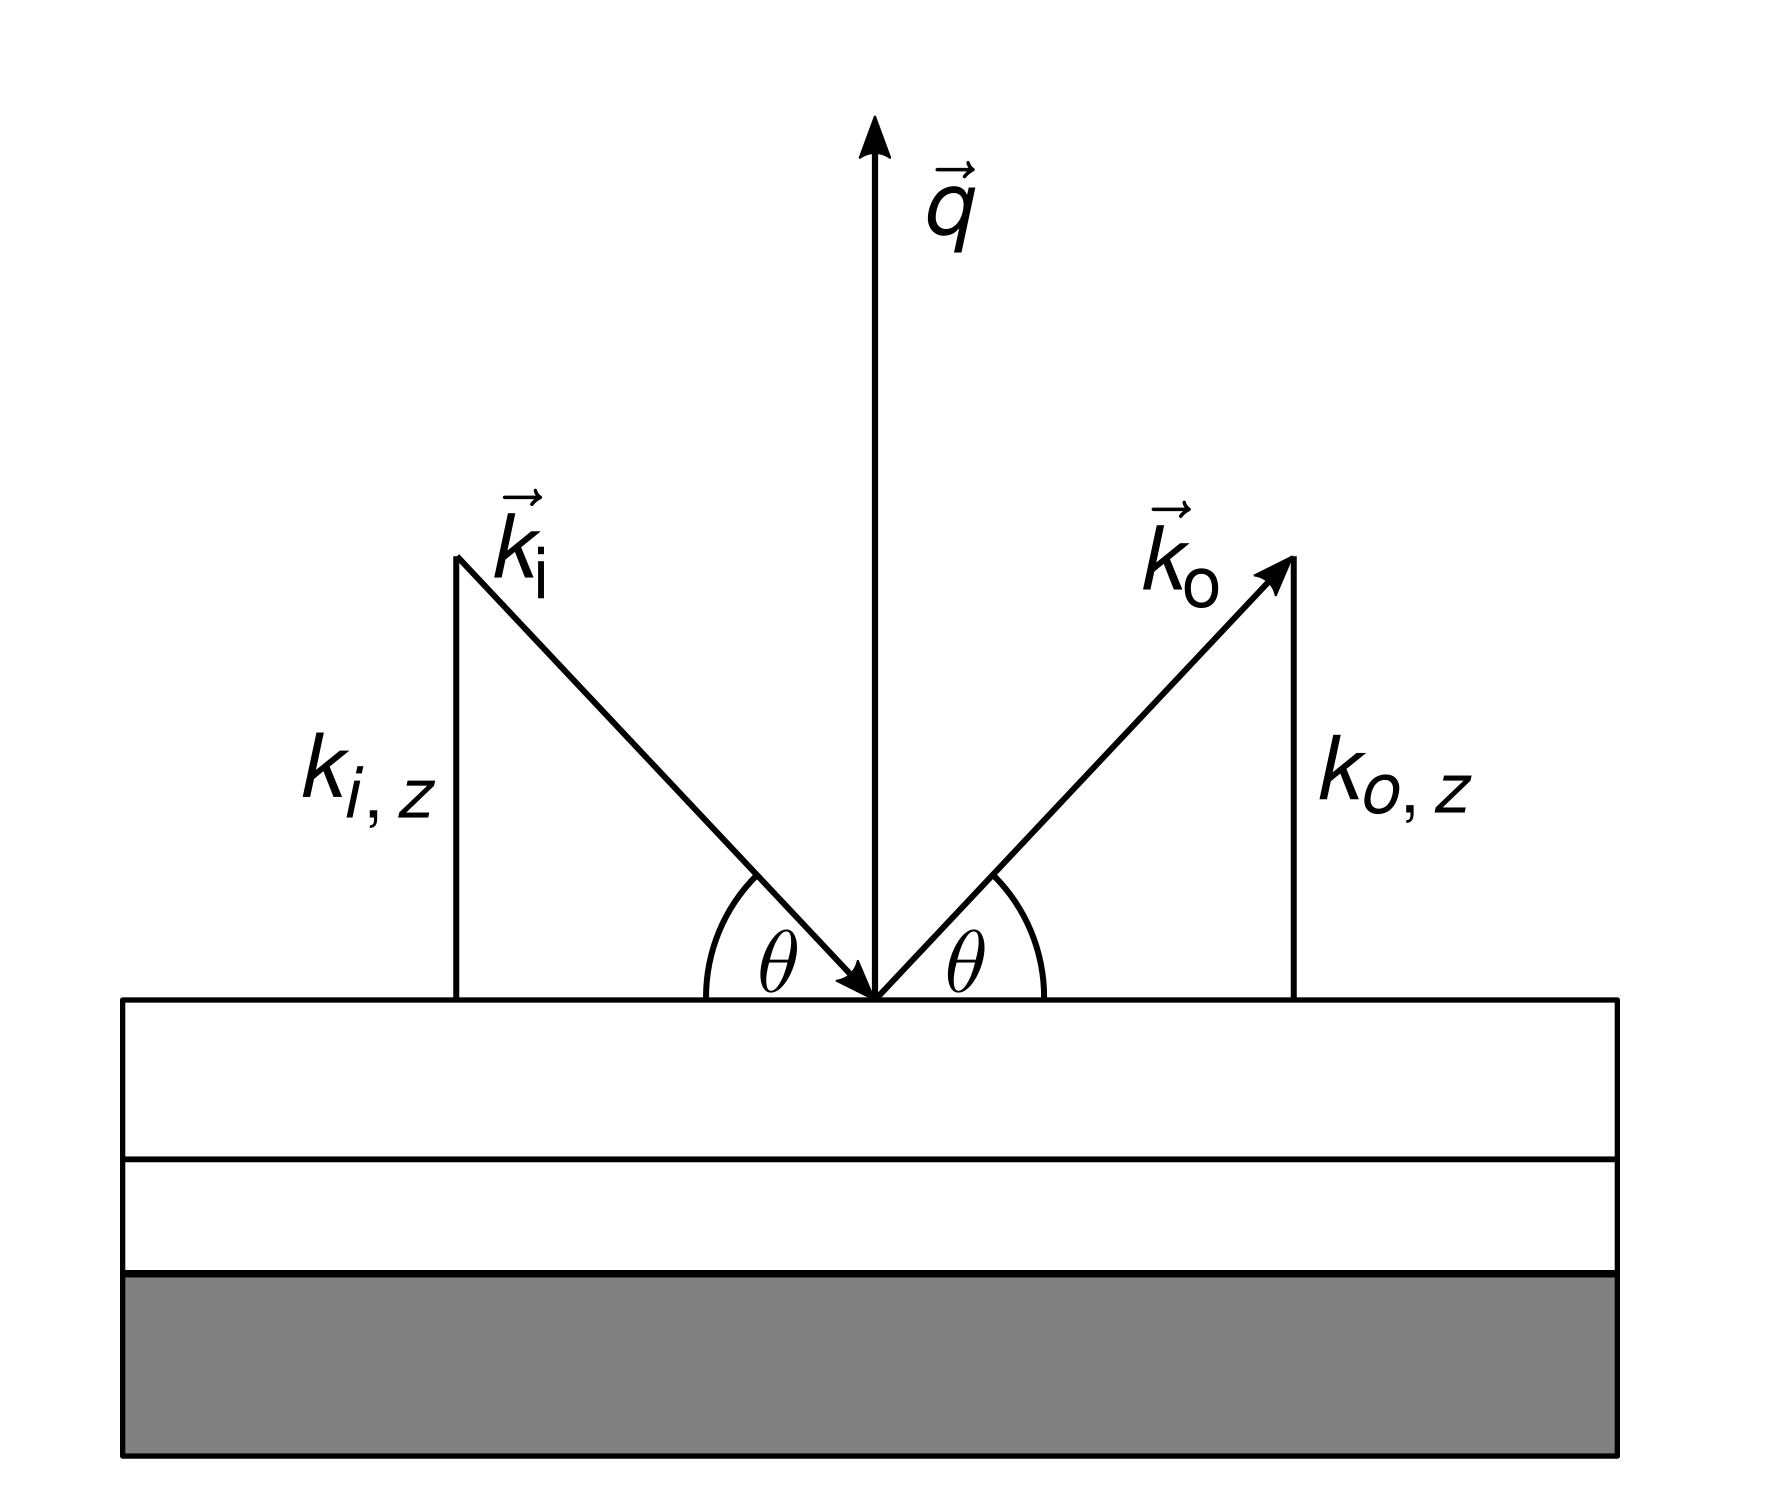 q⃗
k⃗i
k⃗o
ki, z
ko, z
θ
θ